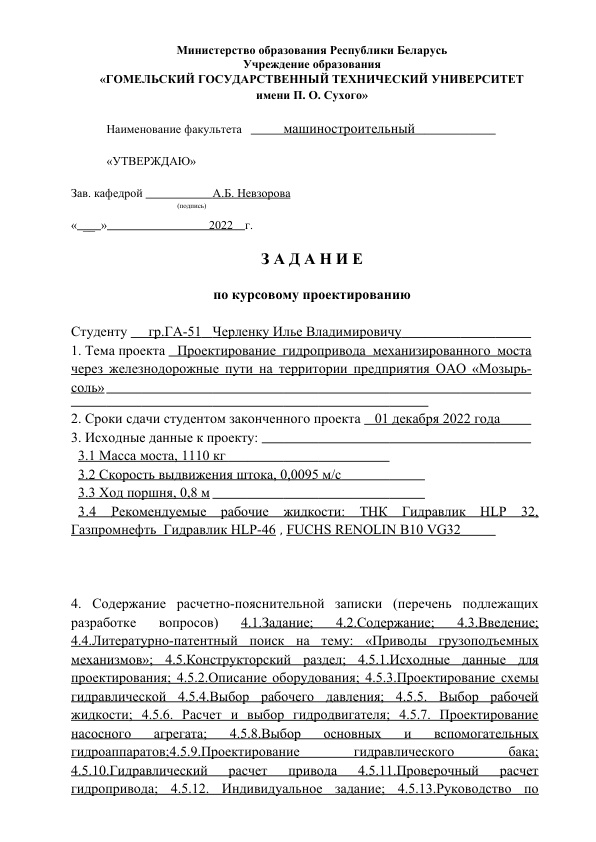 Министерство образования Республики Беларусь
Учреждение образования
«ГОМЕЛЬСКИЙ ГОСУДАРСТВЕННЫЙ ТЕХНИЧЕСКИЙ УНИВЕРСИТЕТ
имени П. О. Сухого»
Наименование факультета машиностроительный
«УТВЕРЖДАЮ»
Зав. кафедрой ___________А.Б. Невзорова
(подпись)
«___»________________2022 г.
З А Д А Н И Е
по курсовому проектированию
Студенту гр.ГА-51 Черленку Илье Владимировичу
1. Тема проекта Проектирование гидропривода механизированного моста
через железнодорожные пути на территории предприятия ОАО «Мозырь-
соль»
2. Сроки сдачи студентом законченного проекта 01 декабря 2022 года
3. Исходные данные к проекту:
3.1 Масса моста, 1110 кг
3.2 Скорость выдвижения штока, 0,0095 м/с
3.3 Ход поршня, 0,8 м
3.4 Рекомендуемые рабочие жидкости: ТНК Гидравлик HLP 32,
Газпромнефть Гидравлик HLP-46 , FUCHS RENOLIN B10 VG32
4. Содержание расчетно-пояснительной записки (перечень подлежащих
разработке вопросов) 4.1.Задание; 4.2.Содержание; 4.3.Введение;
4.4.Литературно-патентный поиск на тему: «Приводы грузоподъемных
механизмов»; 4.5.Конструкторский раздел; 4.5.1.Исходные данные для
проектирования; 4.5.2.Описание оборудования; 4.5.3.Проектирование схемы
гидравлической 4.5.4.Выбор рабочего давления; 4.5.5. Выбор рабочей
жидкости; 4.5.6. Расчет и выбор гидродвигателя; 4.5.7. Проектирование
насосного агрегата; 4.5.8.Выбор основных и вспомогательных
гидроаппаратов;4.5.9.Проектирование гидравлического бака;
4.5.10.Гидравлический расчет привода 4.5.11.Проверочный расчет
гидропривода; 4.5.12. Индивидуальное задание; 4.5.13.Руководство по